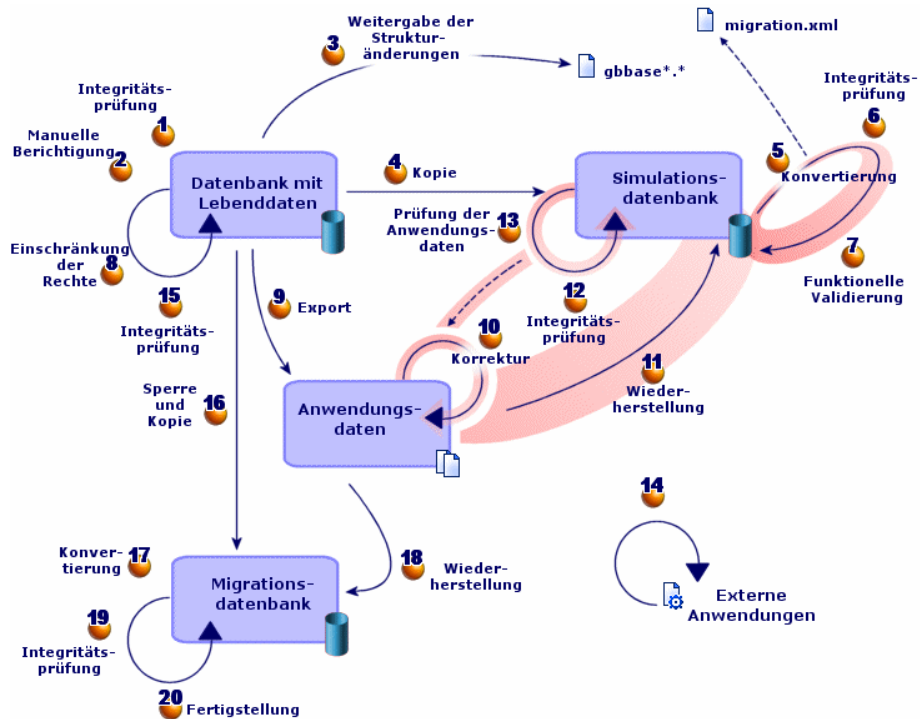 migration.xml
3
Weitergabe der
Struktur-
änderungen
gbbase*.*
Integritäts-
prüfung
1
Manuelle
Berichtigung
2
Integritäts-
prüfung
6
5
Konvertierung
4
Kopie
Datenbank mit
Lebenddaten
Simulations-
datenbank
Prüfung der
Anwendungs-
daten
13
7
Funktionelle
Validierung
Einschränkung
der
Rechte
8
15
Integritäts-
prüfung
9
Export
12
Integritäts-
prüfung
10
Korrektur
11
Wieder-
herstellung
Sperre
und
Kopie
16
Anwendungs-
daten
14
Externe
Anwendungen
Konver-
tierung
17
18
Wieder-
herstellung
Migrations-
datenbank
19
Integritäts-
prüfung
20
Fertigstellung